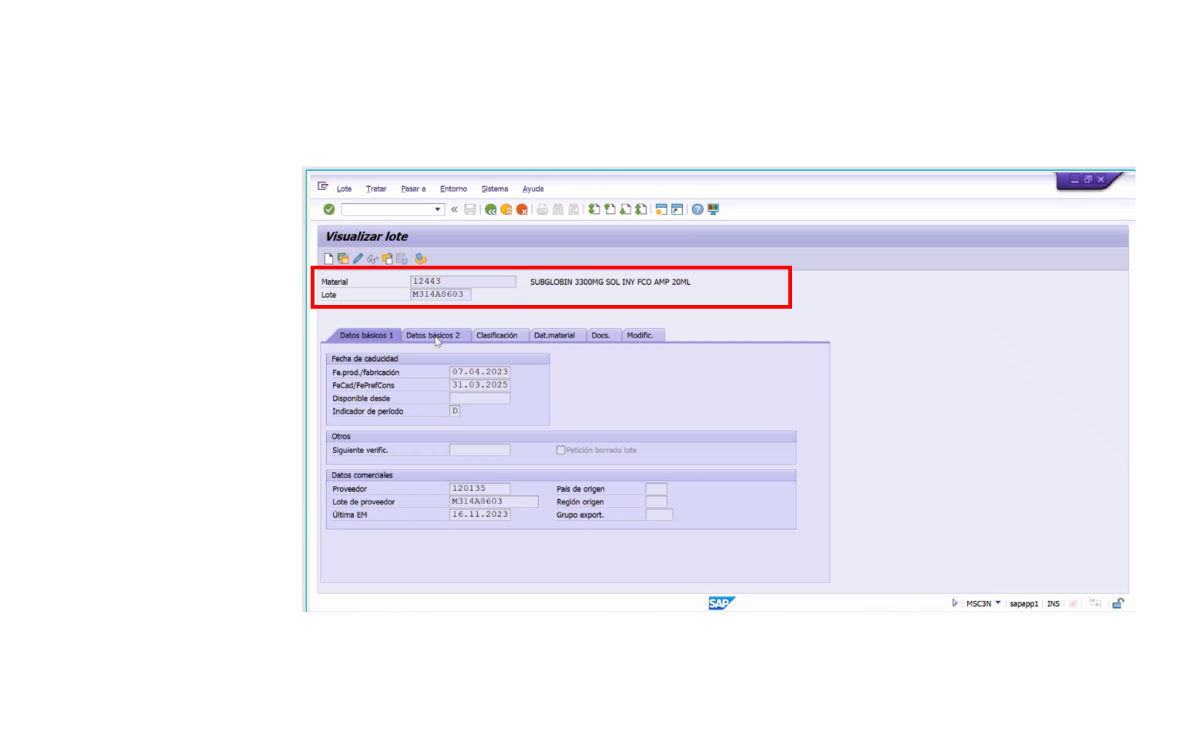 Lote Tratar Pasar a Entorno Sistema Ayuda
Visualizar lote
Material 12443 SUBGLOBIN 3300MG SOL INY FCO AMP 20ML
Lote M314A8603
Datos básicos 1 Datos básicos 2 Clasificación Dat.material Docs. Modific.
Fecha de caducidad
Fe.prod./fabricación 07.04.2023
FeCad/FePrefCons 31.03.2025
Disponible desde
Indicador de período D
Otros
Siguiente verific. Petición borrado lote
Datos comerciales
Proveedor 120135 País de origen
Lote de proveedor M314A8603 Región origen
Última EM 16.11.2023 Grupo export.
SAP MSC3N sapapp1 INS